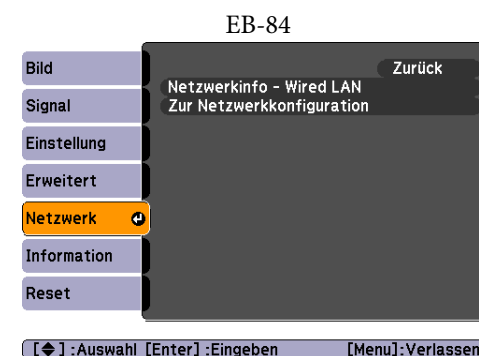 EB-84
Bild
Signal
Einstellung
Erweitert
Netzwerk
Information
Reset
Zurück
Netzwerkinfo - Wired LAN
Zur Netzwerkkonfiguration
[ ] :Auswahl [Enter] :Eingeben [Menu]:Verlassen